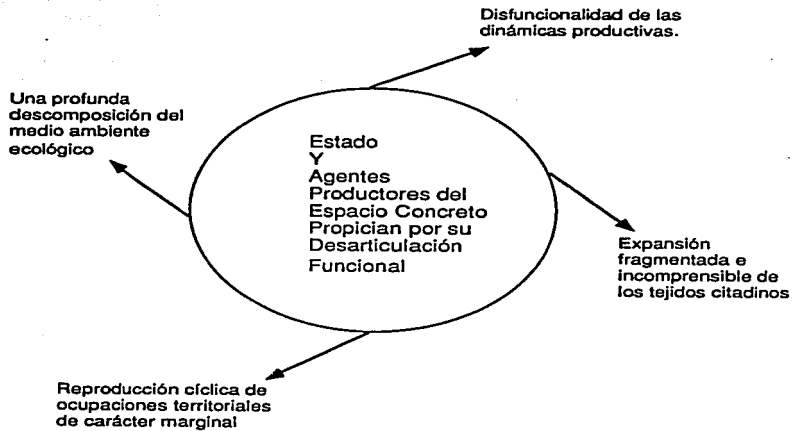 Disfuncionalidad de las
dinámicas productivas.
Una profunda
descomposición del
medio ambiente
ecológico
Estado
Y
Agentes
Productores del
Espacio Concreto
Propician por su
Desarticulación
Funcional
Expansión
fragmentada e
incomprensible de
los tejidos citadinos
Reproducción cíclica de
ocupaciones territoriales
de carácter marginal